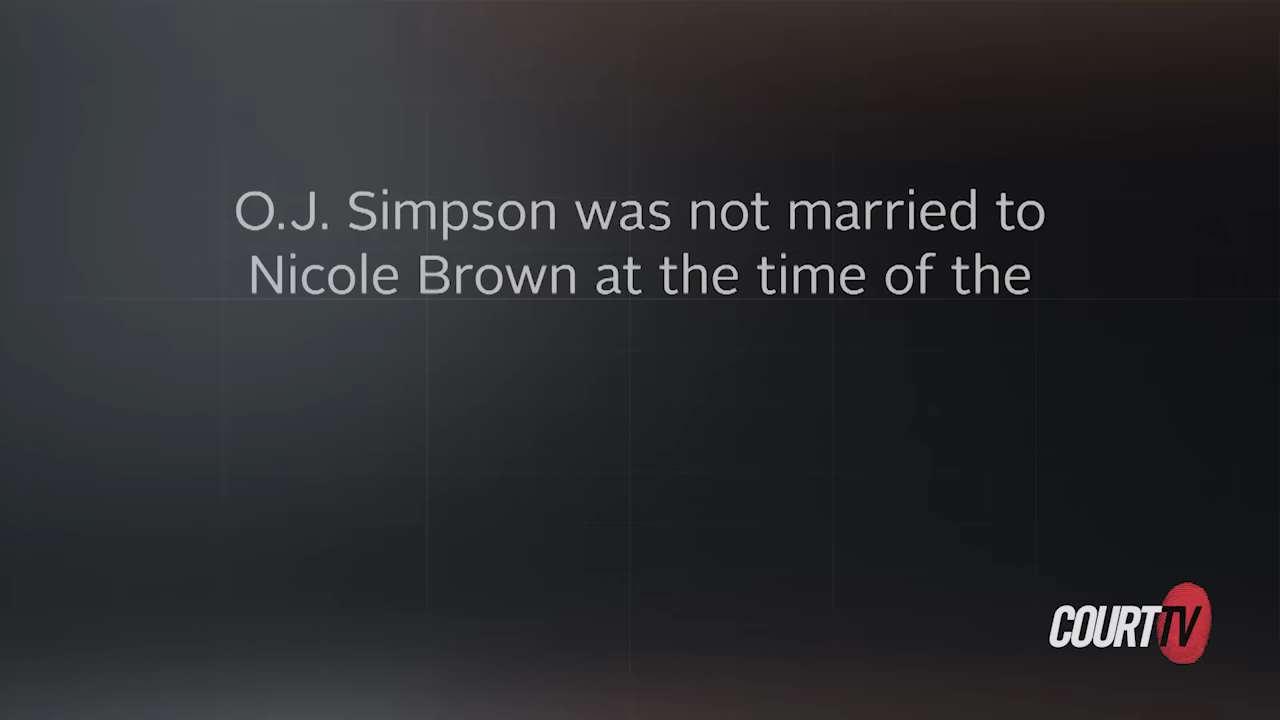 O.J. Simpson was not married to
Nicole Brown at the time of the
COURT TV